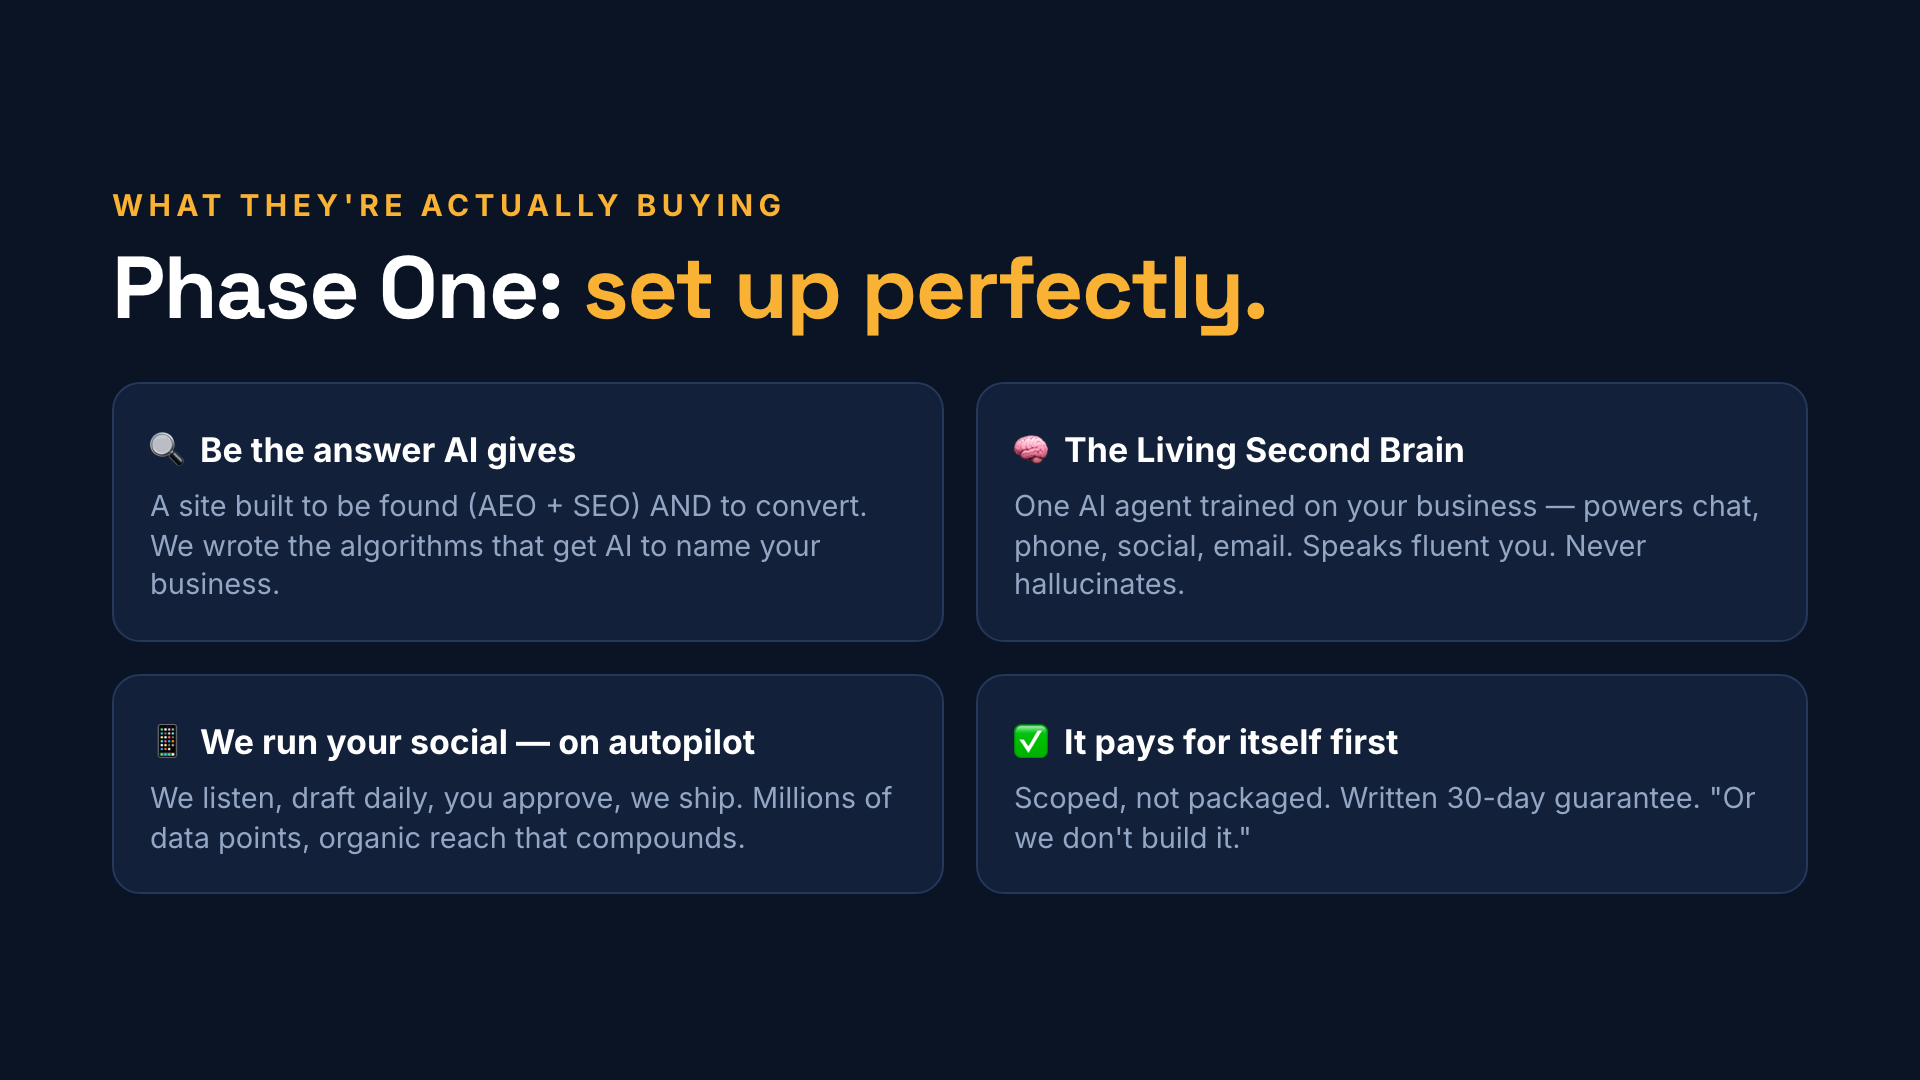 WHAT THEY'RE ACTUALLY BUYING
Phase One: set up perfectly.
🔍 Be the answer AI gives
A site built to be found (AEO + SEO) AND to convert.
We wrote the algorithms that get AI to name your
business.
🧠 The Living Second Brain
One AI agent trained on your business — powers chat,
phone, social, email. Speaks fluent you. Never
hallucinates.
📱 We run your social — on autopilot
We listen, draft daily, you approve, we ship. Millions of
data points, organic reach that compounds.
✅ It pays for itself first
Scoped, not packaged. Written 30-day guarantee. "Or
we don't build it."